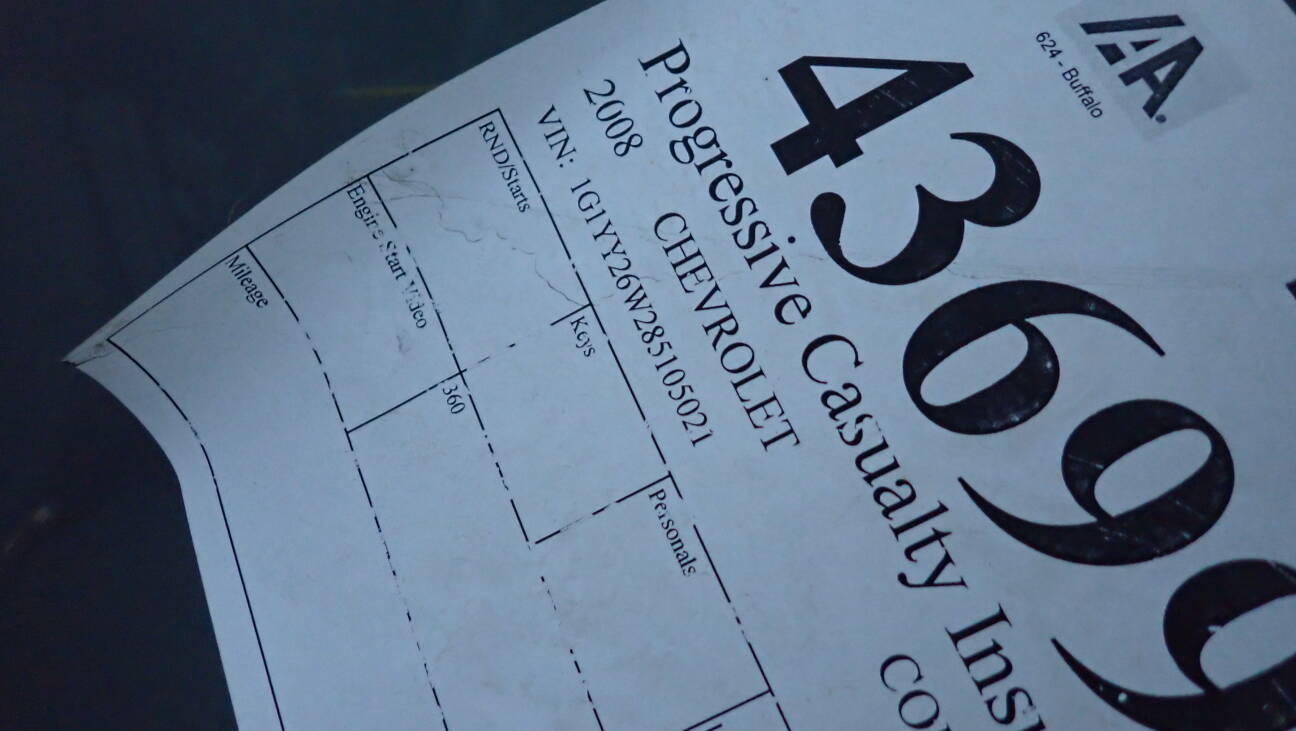 IAA.
624 - Buffalo
43699
Progressive Casualty Ins
2008 CHEVROLET CO
VIN: 1G1YY26W285105021
RND/Starts Keys Personals
Engine Start Video 360
Mileage